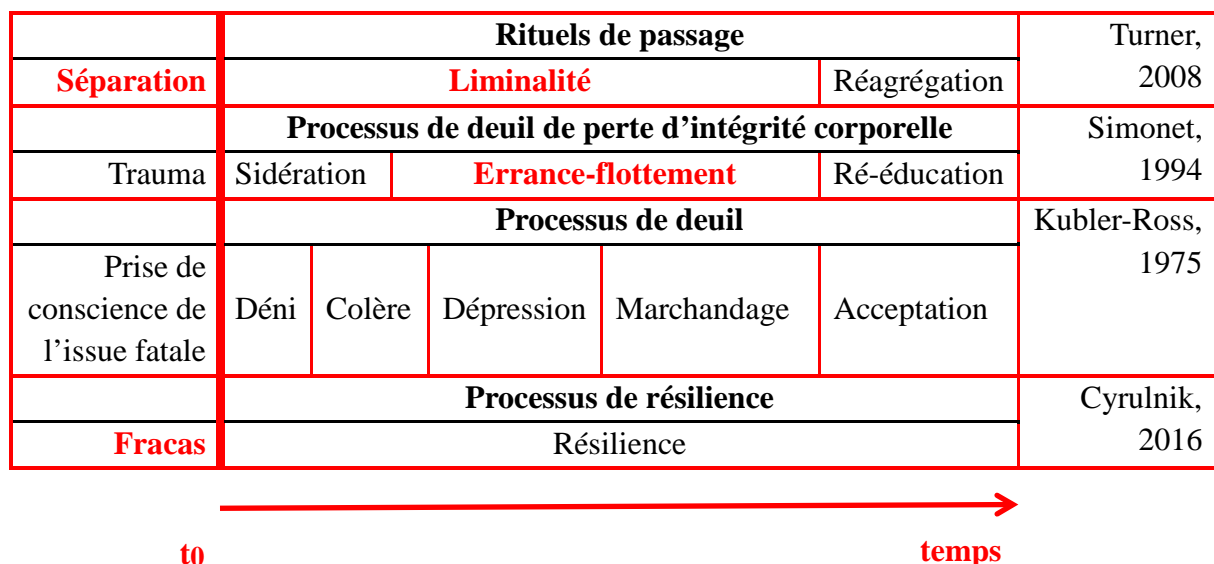 Rituels de passage Turner,
Séparation Liminalité Réagrégation 2008
Processus de deuil de perte d’intégrité corporelle Simonet,
Trauma Sidération Errance-flottement Ré-éducation 1994
Processus de deuil Kubler-Ross,
Prise de 1975
conscience de Déni Colère Dépression Marchandage Acceptation
l’issue fatale
Processus de résilience Cyrulnik,
Fracas Résilience 2016
t0 temps